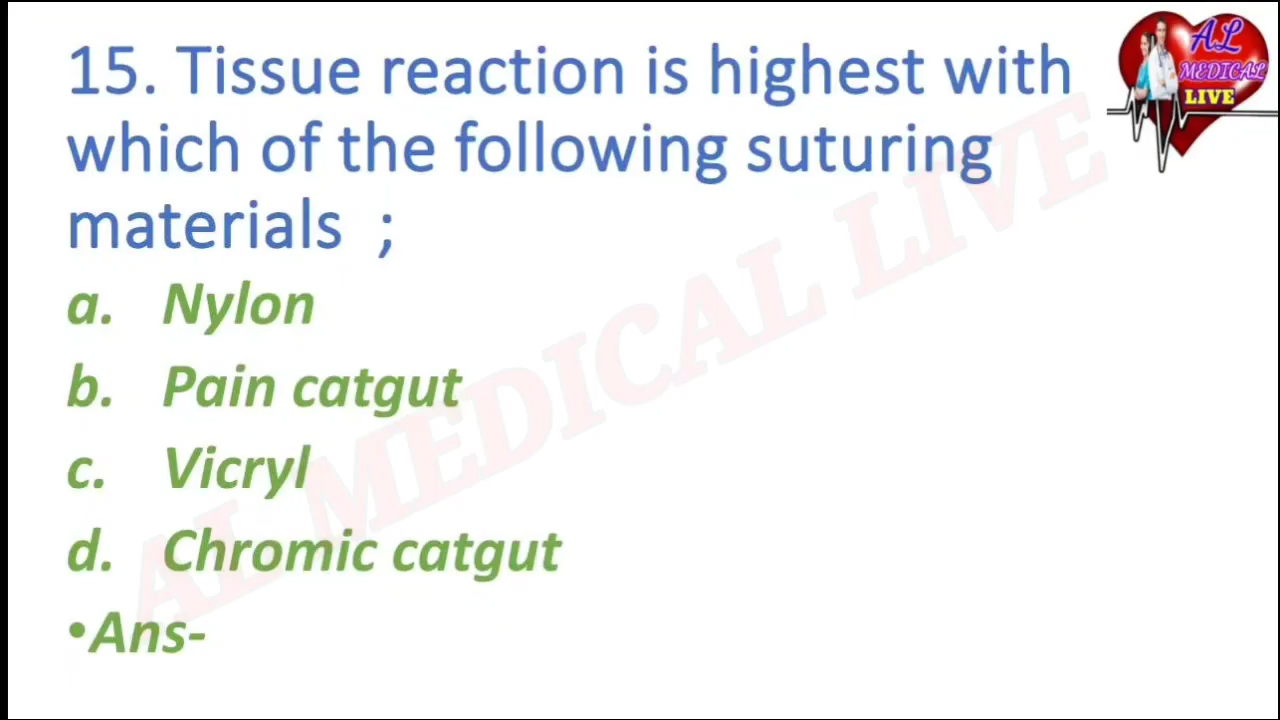 15. Tissue reaction is highest with
which of the following suturing
materials ;
a. Nylon
b. Pain catgut
c. Vicryl
d. Chromic catgut
•Ans-
AL
MEDICAL
LIVE
AL MEDICAL LIVE